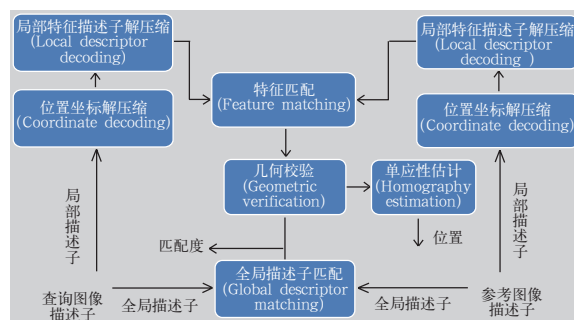 局部特征描述子解压缩
(Local descriptor
decoding)
局部特征描述子解压缩
(Local descriptor
decoding )
特征匹配
(Feature matching)
位置坐标解压缩
(Coordinate decoding)
位置坐标解压缩
(Coordinate decoding)
几何校验
(Geometric
verification)
单应性估计
(Homography
estimation)
局部描述子
局部描述子
匹配度
位置
全局描述子匹配
(Global descriptor
matching)
查询图像
描述子
全局描述子
全局描述子
参考图像
描述子